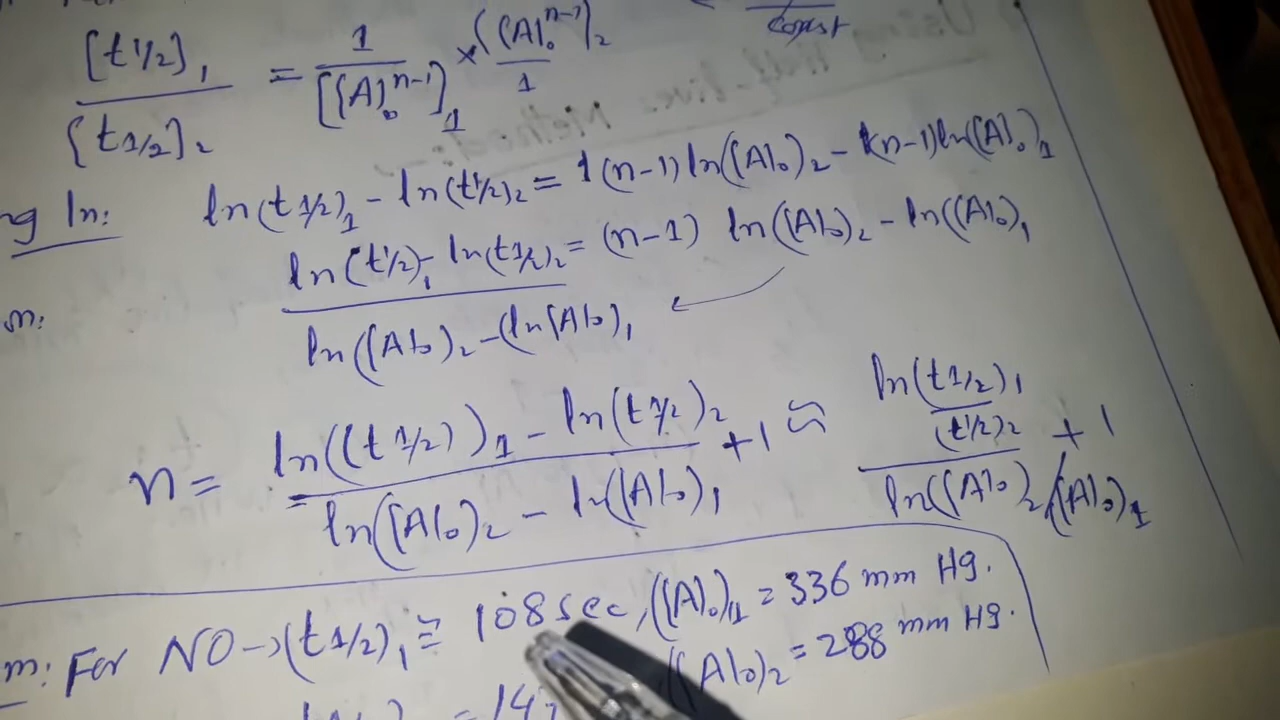 const
[t1/2]₁ / [t1/2]₂ = 1 / [[A]₀ⁿ⁻¹]₁ × ([A]₀ⁿ⁻¹)₂ / 1
ng ln: ln(t1/2)₁ - ln(t1/2)₂ = 1(n-1) ln([A]₀)₂ - (n-1) ln([A]₀)₁
ln(t1/2)₁ - ln(t1/2)₂ = (n-1) ln([A]₀)₂ - ln([A]₀)₁
ln([A]₀)₂ - (ln[A]₀)₁
n = ln((t1/2))₁ - ln(t1/2)₂ / ln([A]₀)₂ - ln([A]₀)₁ + 1 ≈ ln(t1/2)₁ / (t1/2)₂ / ln([A]₀)₂/([A]₀)₁ + 1
m: For NO → (t1/2)₁ ≅ 108 sec, ([A]₀)₁ = 336 mm Hg.
([A]₀)₂ = 288 mm Hg.